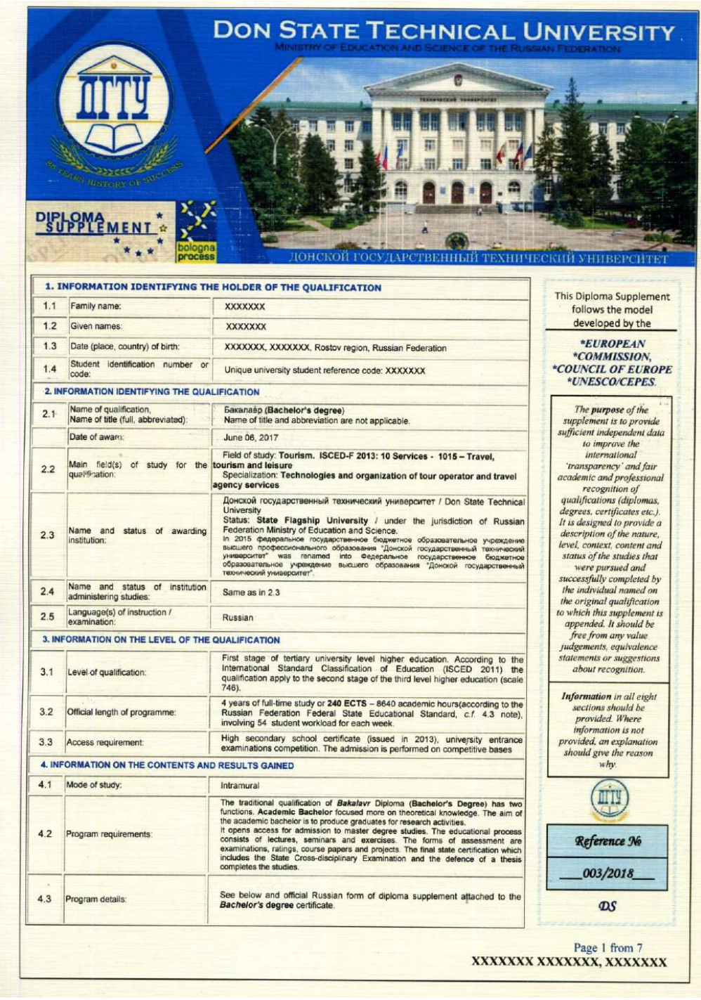 DON STATE TECHNICAL UNIVERSITY
MINISTRY OF EDUCATION AND SCIENCE OF THE RUSSIAN FEDERATION
ДГТУ
85 YEARS HISTORY OF SUCCESS
ТЕХНИЧЕСКИЙ УНИВЕРСИТЕТ
DIPLOMA
SUPPLEMENT
bologna
process
ДОНСКОЙ ГОСУДАРСТВЕННЫЙ ТЕХНИЧЕСКИЙ УНИВЕРСИТЕТ
1. INFORMATION IDENTIFYING THE HOLDER OF THE QUALIFICATION
1.1 Family name: XXXXXXX
1.2 Given names: XXXXXXX
1.3 Date (place, country) of birth: XXXXXXX, XXXXXXX, Rostov region, Russian Federation
1.4 Student identification number or
code: Unique university student reference code: XXXXXXX
2. INFORMATION IDENTIFYING THE QUALIFICATION
2.1 Name of qualification,
Name of title (full, abbreviated):
Бакалавр (Bachelor's degree)
Name of title and abbreviation are not applicable.
Date of award: June 06, 2017
2.2 Main field(s) of study for the
qualification:
Field of study: Tourism. ISCED-F 2013: 10 Services - 1015 – Travel,
tourism and leisure
Specialization: Technologies and organization of tour operator and travel
agency services
2.3 Name and status of awarding
institution:
Донской государственный технический университет / Don State Technical
University
Status: State Flagship University / under the jurisdiction of Russian
Federation Ministry of Education and Science.
In 2015 федеральное государственное бюджетное образовательное учреждение
высшего профессионального образования "Донской государственный технический
университет" was renamed into Федеральное государственное бюджетное
образовательное учреждение высшего образования "Донской государственный
технический университет".
2.4 Name and status of institution
administering studies: Same as in 2.3
2.5 Language(s) of instruction /
examination: Russian
3. INFORMATION ON THE LEVEL OF THE QUALIFICATION
3.1 Level of qualification:
First stage of tertiary university level higher education. According to the
International Standard Classification of Education (ISCED 2011) the
qualification apply to the second stage of the third level higher education (scale
746).
3.2 Official length of programme:
4 years of full-time study or 240 ECTS – 8640 academic hours(according to the
Russian Federation Federal State Educational Standard, c.f. 4.3 note),
involving 54 student workload for each week.
3.3 Access requirement:
High secondary school certificate (issued in 2013), university entrance
examinations competition. The admission is performed on competitive bases
4. INFORMATION ON THE CONTENTS AND RESULTS GAINED
4.1 Mode of study: Intramural
4.2 Program requirements:
The traditional qualification of Bakalavr Diploma (Bachelor's Degree) has two
functions. Academic Bachelor focused more on theoretical knowledge. The aim of
the academic bachelor is to produce graduates for research activities.
It opens access for admission to master degree studies. The educational process
consists of lectures, seminars and exercises. The forms of assessment are
examinations, ratings, course papers and projects. The final state certification which
includes the State Cross-disciplinary Examination and the defence of a thesis
completes the studies.
4.3 Program details:
See below and official Russian form of diploma supplement attached to the
Bachelor's degree certificate.
This Diploma Supplement
follows the model
developed by the
*EUROPEAN
*COMMISSION,
*COUNCIL OF EUROPE
*UNESCO/CEPES.
The purpose of the
supplement is to provide
sufficient independent data
to improve the
international
'transparency' and fair
academic and professional
recognition of
qualifications (diplomas,
degrees, certificates etc.).
It is designed to provide a
description of the nature,
level, context, content and
status of the studies that
were pursued and
successfully completed by
the individual named on
the original qualification
to which this supplement is
appended. It should be
free from any value
judgements, equivalence
statements or suggestions
about recognition.
Information in all eight
sections should be
provided. Where
information is not
provided, an explanation
should give the reason
why.
ДГТУ
Reference №
003/2018
DS
Page 1 from 7
XXXXXXX XXXXXXX, XXXXXXX